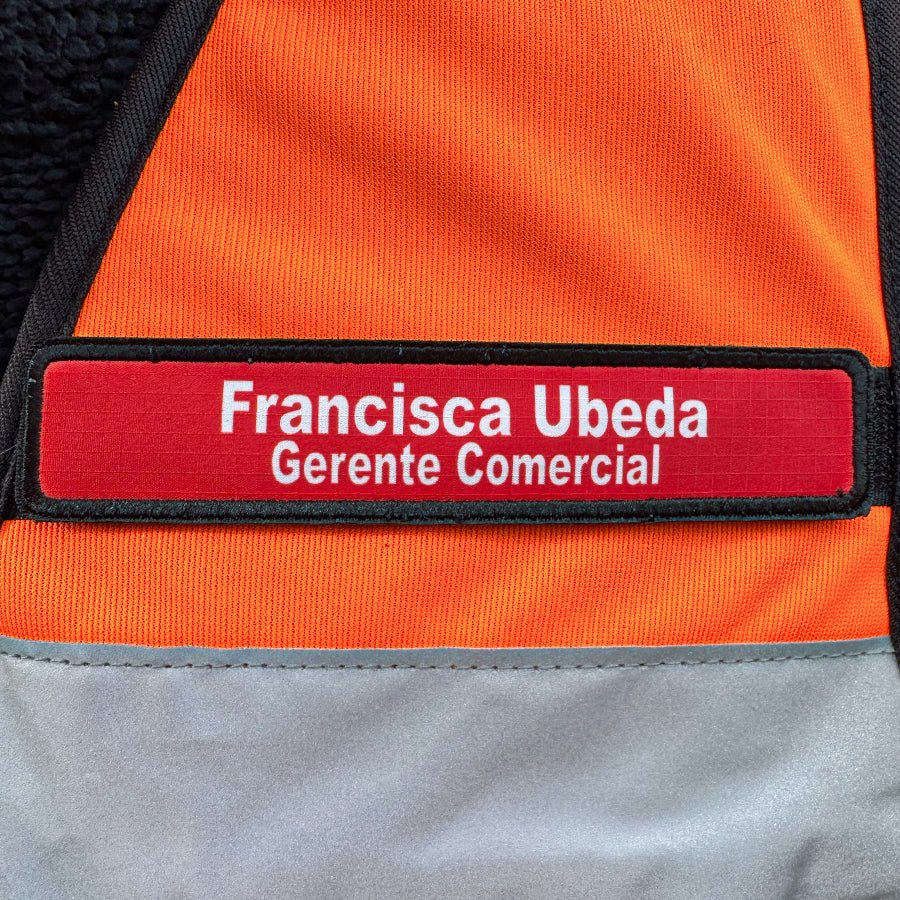 Francisca Ubeda
Gerente Comercial